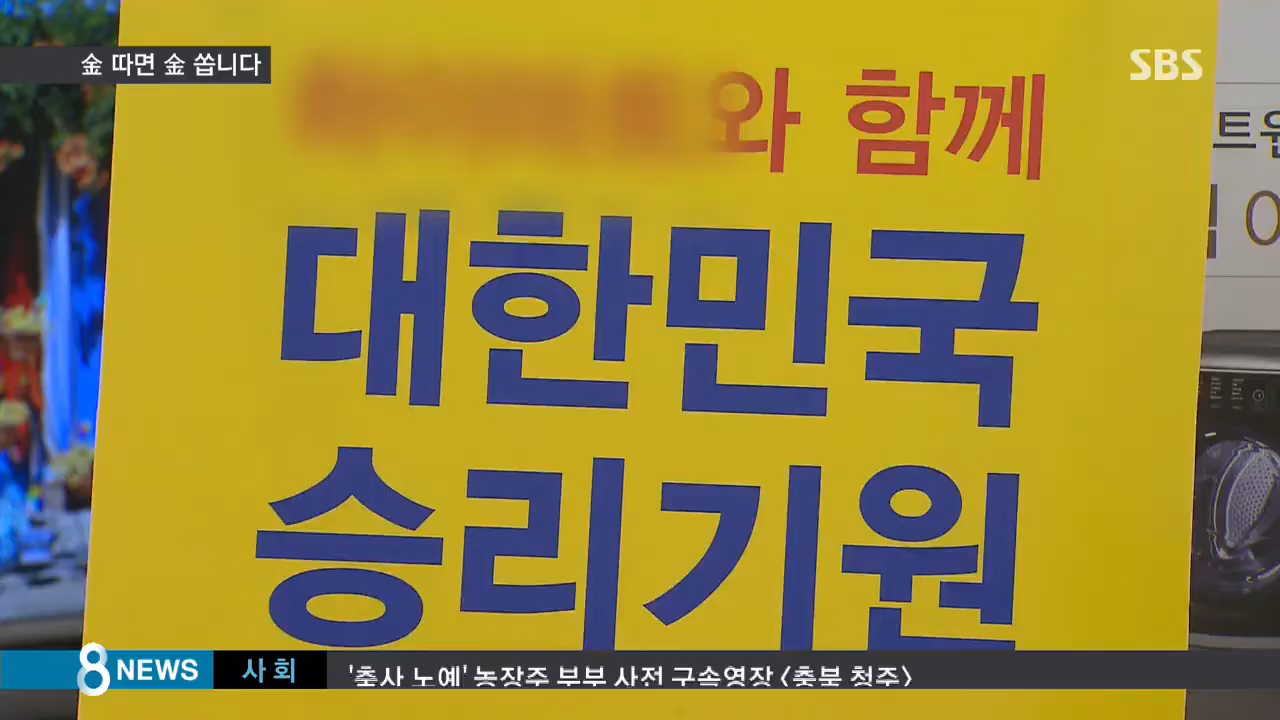 金 따면 金 쏩니다
SBS
와 함께
대한민국
승리기원
8 NEWS
사회
'축사 노예' 농장주 부부 사전 구속영장 <충북 청주>